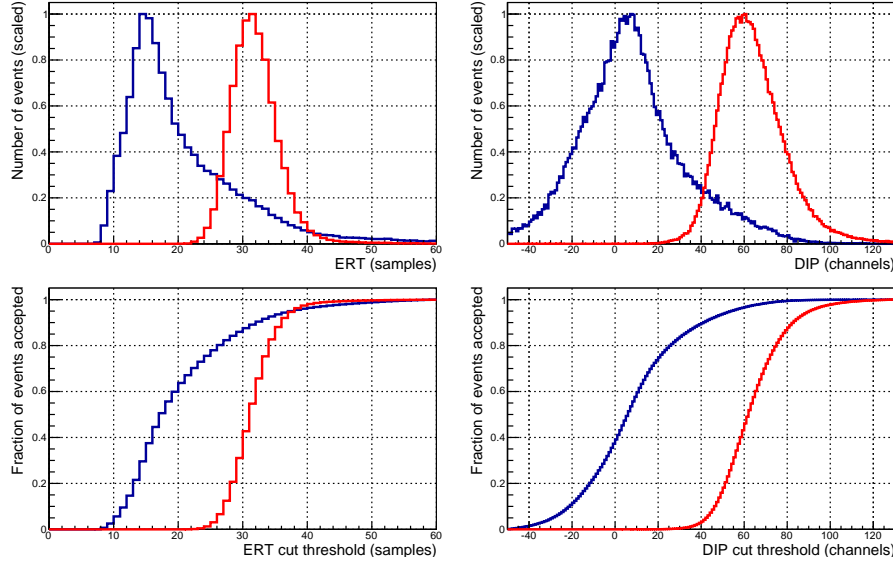 Number of events (scaled)
1
0.8
0.6
0.4
0.2
0
0 10 20 30 40 50 60
ERT (samples)
Number of events (scaled)
1
0.8
0.6
0.4
0.2
0
-40 -20 0 20 40 60 80 100 120
DIP (channels)
Fraction of events accepted
1
0.8
0.6
0.4
0.2
0
0 10 20 30 40 50 60
ERT cut threshold (samples)
Fraction of events accepted
1
0.8
0.6
0.4
0.2
0
-40 -20 0 20 40 60 80 100 120
DIP cut threshold (channels)